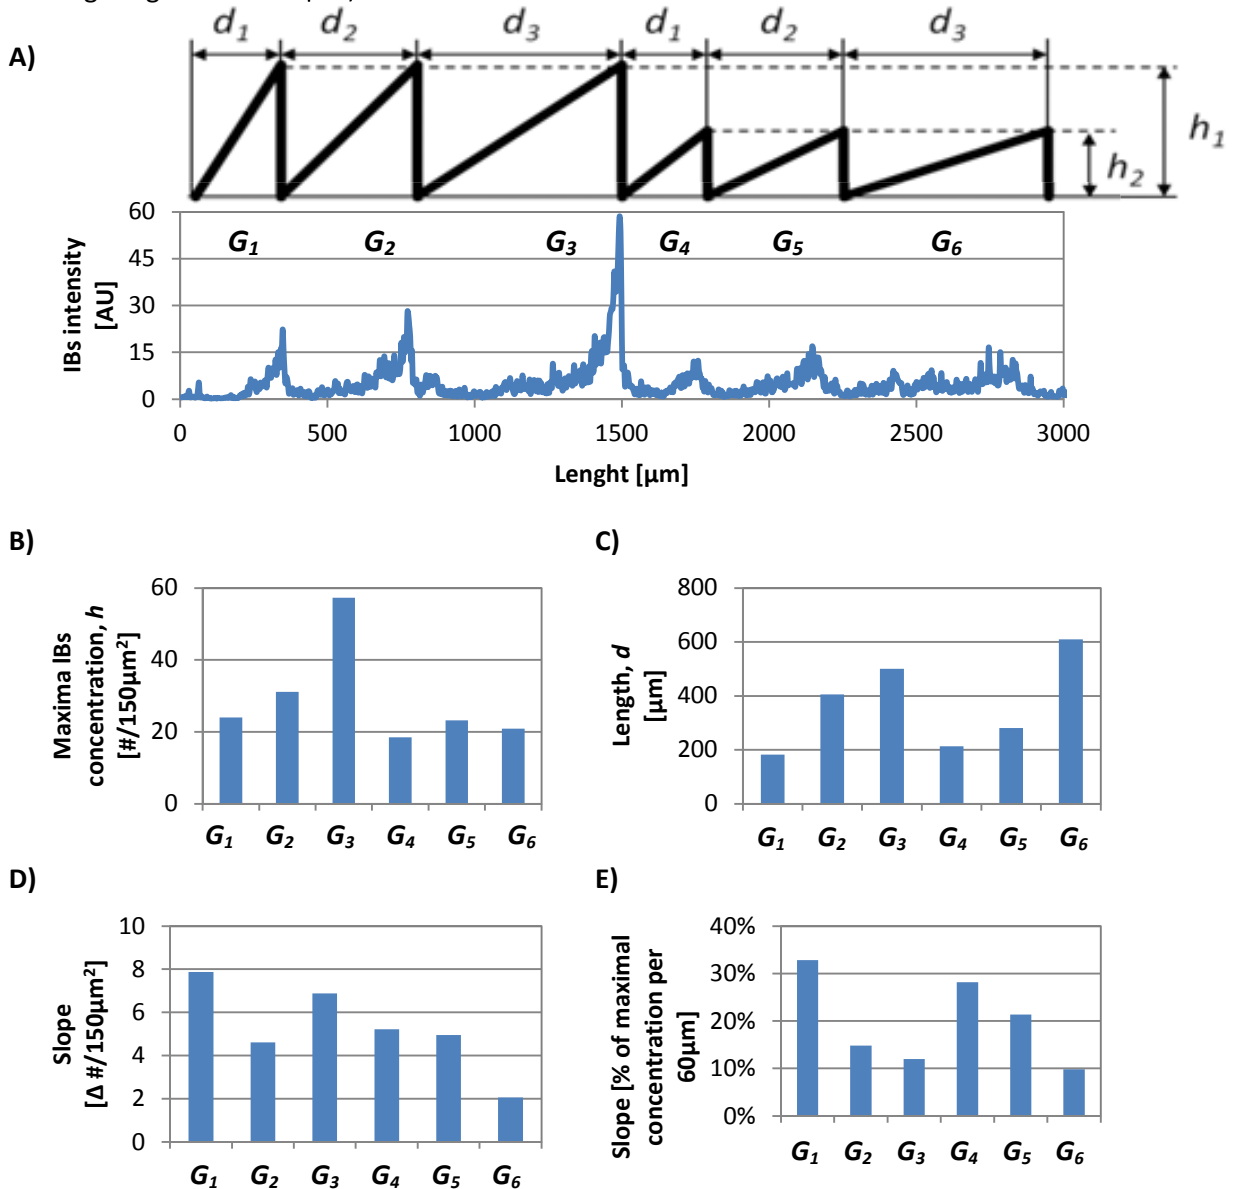 A)
d1 d2 d3 d1 d2 d3
h1
h2
60
45
30
15
0
IBs intensity
[AU]
G1 G2 G3 G4 G5 G6
0 500 1000 1500 2000 2500 3000
Lenght [µm]
B)
Maxima IBs
concentration, h
[#/150µm²]
60
40
20
0
G1 G2 G3 G4 G5 G6
C)
Length, d
[µm]
800
600
400
200
0
G1 G2 G3 G4 G5 G6
D)
Slope
[Δ #/150µm²]
10
8
6
4
2
0
G1 G2 G3 G4 G5 G6
E)
Slope [% of maximal
concentration per
60µm]
40%
30%
20%
10%
0%
G1 G2 G3 G4 G5 G6